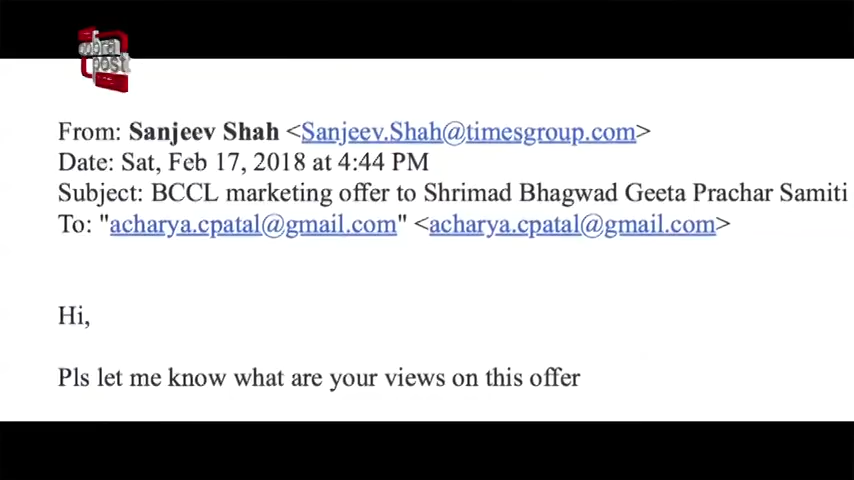 cobra
post
From: Sanjeev Shah <Sanjeev.Shah@timesgroup.com>
Date: Sat, Feb 17, 2018 at 4:44 PM
Subject: BCCL marketing offer to Shrimad Bhagwad Geeta Prachar Samiti
To: "acharya.cpatal@gmail.com" <acharya.cpatal@gmail.com>
Hi,
Pls let me know what are your views on this offer